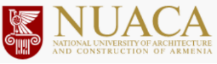 NUACA
NATIONAL UNIVERSITY OF ARCHITECTURE
AND CONSTRUCTION OF ARMENIA